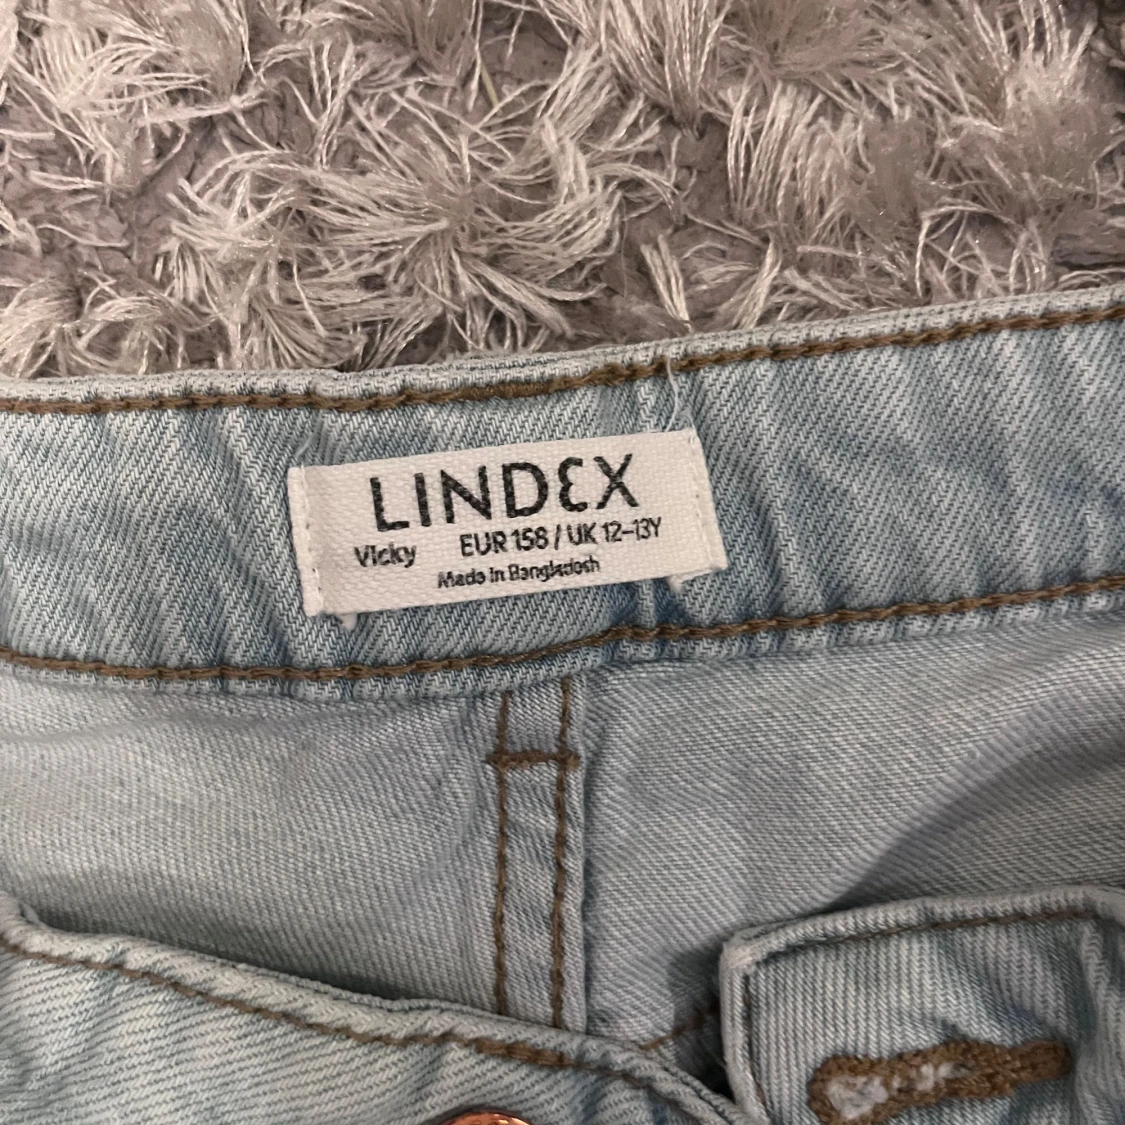 LINDEX
Vicky EUR 158 / UK 12–13Y
Made in Bangladesh